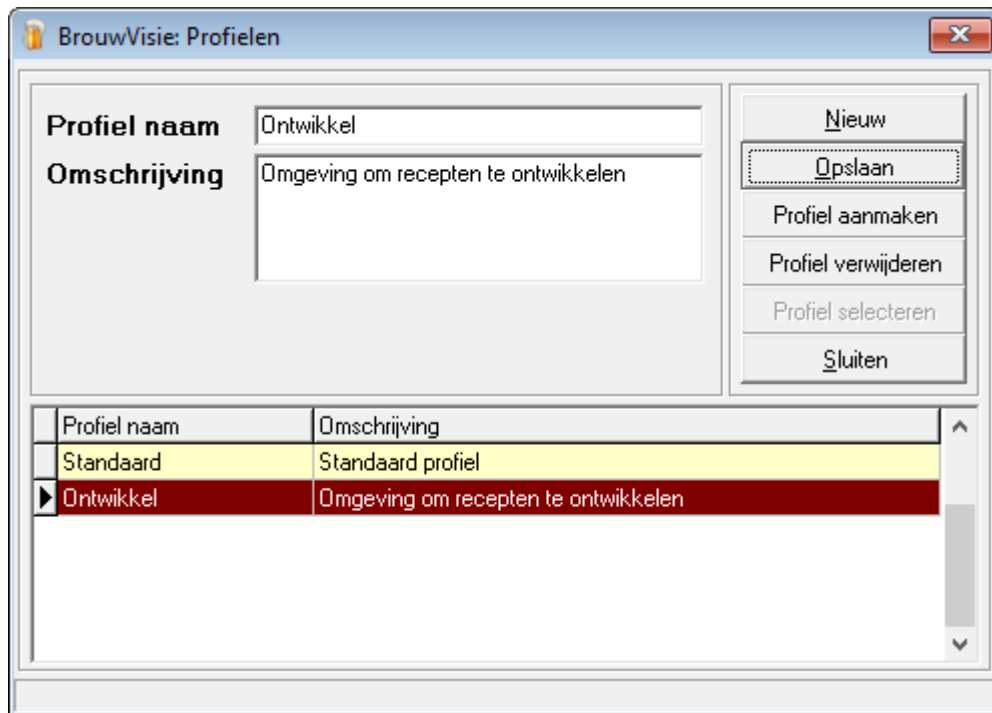 BrouwVisie: Profielen
Profiel naam Ontwikkel
Omschrijving Omgeving om recepten te ontwikkelen
Nieuw
Opslaan
Profiel aanmaken
Profiel verwijderen
Profiel selecteren
Sluiten
Profiel naam Omschrijving
Standaard Standaard profiel
Ontwikkel Omgeving om recepten te ontwikkelen